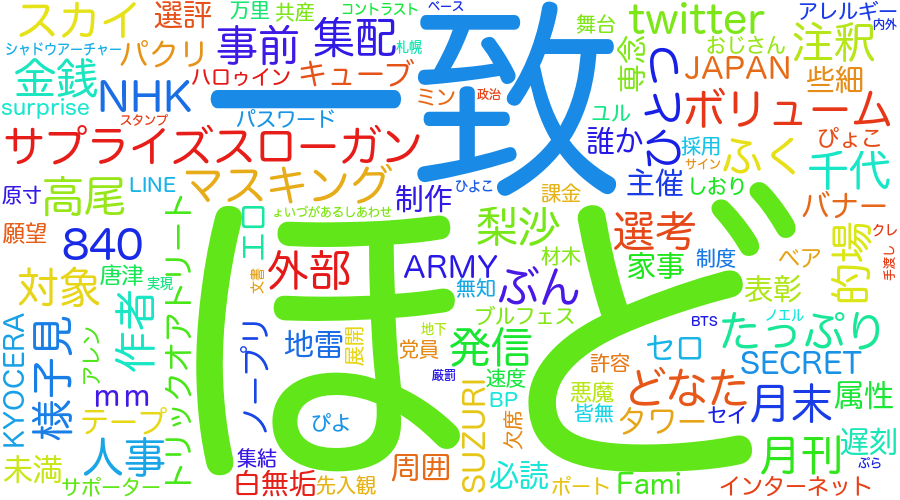 スカイ
選評
万里
共産
コントラスト
ベース
アレルギー
内外
シャドウアーチャー
パクリ
事前
集配
札幌
舞台
twitter
おじさん
注釈
金銭
ハロゥイン
キューブ
専念
つくつ
JAPAN
些細
surprise
NHK
一致
ミン
政治
スタンプ
パスワード
ユル
ボリューム
サプライズスローガン
誰か
採用
ぴょこ
サイン
ふく
千代
原寸
高尾
LINE
マスキング
制作
ひよこ
課金
主催
しおり
バナー
願望
840
トリックオアトリート
エロ
ょいづがあるしあわせ
梨沙
選考
クレ
手渡し
的場
対象
唐津
実現
文書
外部
ARMY
無知
ぶん
材木
家事
制度
ベア
表彰
KYOCERA
様子見
作者
ノープリ
ほど
ブルフェス
BTS
ノエル
たっぷり
アレン
地雷
展開
地下
党員
発信
セロ
SECRET
mm
厳罰
速度
許容
どなた
月末
属性
テープ
ぴよ
SUZURI
BP
悪魔
皆無
タワー
セイ
人事
集結
欠席
月刊
遅刻
未満
白無垢
周囲
必読
ぷら
サポーター
先入観
ポート
Fami
インターネット